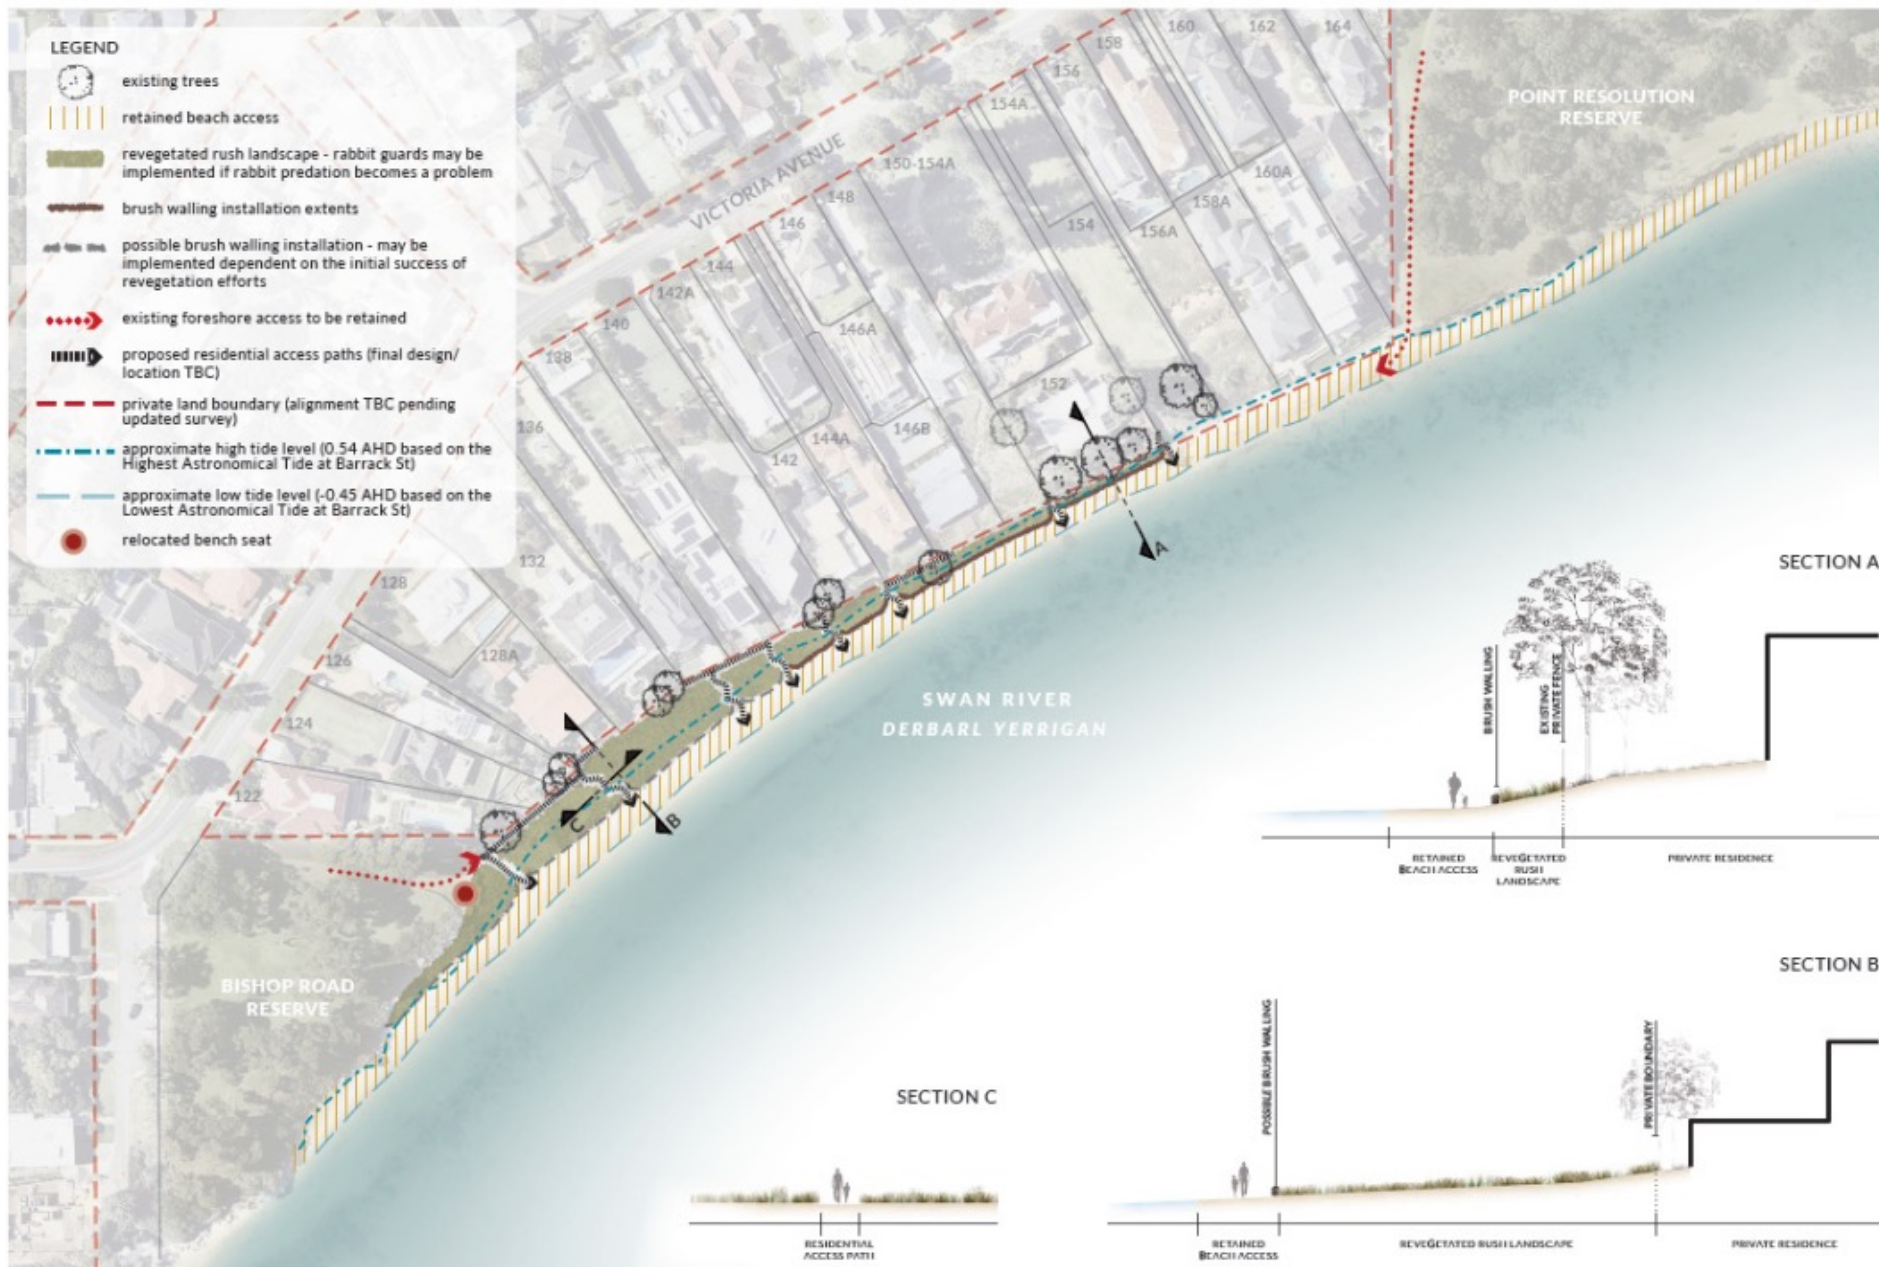 LEGEND
existing trees
retained beach access
revegetated rush landscape - rabbit guards may be
implemented if rabbit predation becomes a problem
brush walling installation extents
possible brush walling installation - may be
implemented dependent on the initial success of
revegetation efforts
existing foreshore access to be retained
proposed residential access paths (final design/
location TBC)
private land boundary (alignment TBC pending
updated survey)
approximate high tide level (0.54 AHD based on the
Highest Astronomical Tide at Barrack St)
approximate low tide level (-0.45 AHD based on the
Lowest Astronomical Tide at Barrack St)
relocated bench seat
VICTORIA AVENUE
POINT RESOLUTION
RESERVE
164
162
160
158
156
154A
150-154A
148
146
144
142A
140
138
136
132
128
126
124
122
128A
142
144A
146A
146B
152
154
156A
158A
160A
A
B
C
SWAN RIVER
DERBARL YERRIGAN
BISHOP ROAD
RESERVE
SECTION A
BRUSH WALLING
EXISTING
PRIVATE FENCE
RETAINED
BEACH ACCESS
REVEGETATED
RUSH
LANDSCAPE
PRIVATE RESIDENCE
SECTION B
POSSIBLE BRUSH WALLING
PRIVATE BOUNDARY
RETAINED
BEACH ACCESS
REVEGETATED RUSH LANDSCAPE
PRIVATE RESIDENCE
SECTION C
RESIDENTIAL
ACCESS PATH